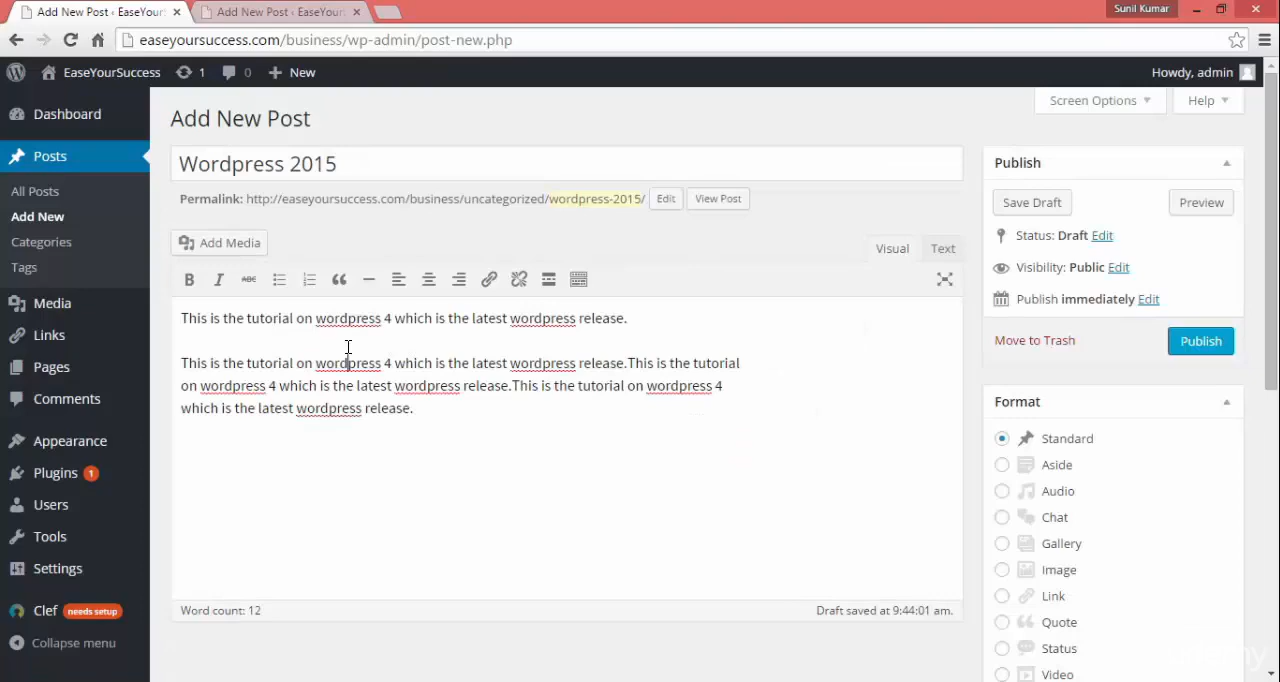 Add New Post ‹ EaseYour
Add New Post ‹ EaseYour
Sunil Kumar
easeyoursuccess.com/business/wp-admin/post-new.php
EaseYourSuccess 1 0 New
Howdy, admin
Dashboard
Posts
All Posts
Add New
Categories
Tags
Media
Links
Pages
Comments
Appearance
Plugins 1
Users
Tools
Settings
Clef needs setup
Collapse menu
Screen Options
Help
Add New Post
Wordpress 2015
Permalink: http://easeyoursuccess.com/business/uncategorized/wordpress-2015/ Edit View Post
Add Media
Visual Text
B I ABC
This is the tutorial on wordpress 4 which is the latest wordpress release.
This is the tutorial on wordpress 4 which is the latest wordpress release.This is the tutorial
on wordpress 4 which is the latest wordpress release.This is the tutorial on wordpress 4
which is the latest wordpress release.
Word count: 12
Draft saved at 9:44:01 am.
Publish
Save Draft Preview
Status: Draft Edit
Visibility: Public Edit
Publish immediately Edit
Move to Trash Publish
Format
Standard
Aside
Audio
Chat
Gallery
Image
Link
Quote
Status
Video